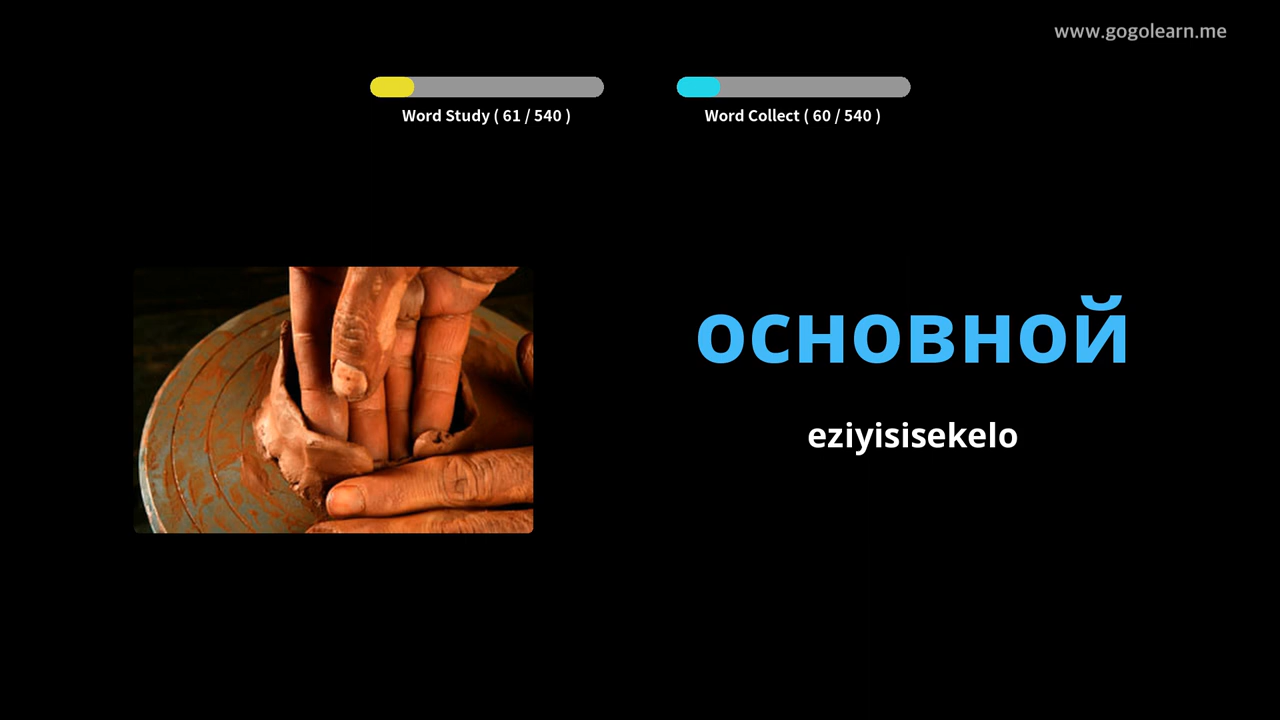 www.gogolearn.me
Word Study ( 61 / 540 )
Word Collect ( 60 / 540 )
основной
eziyisisekelo